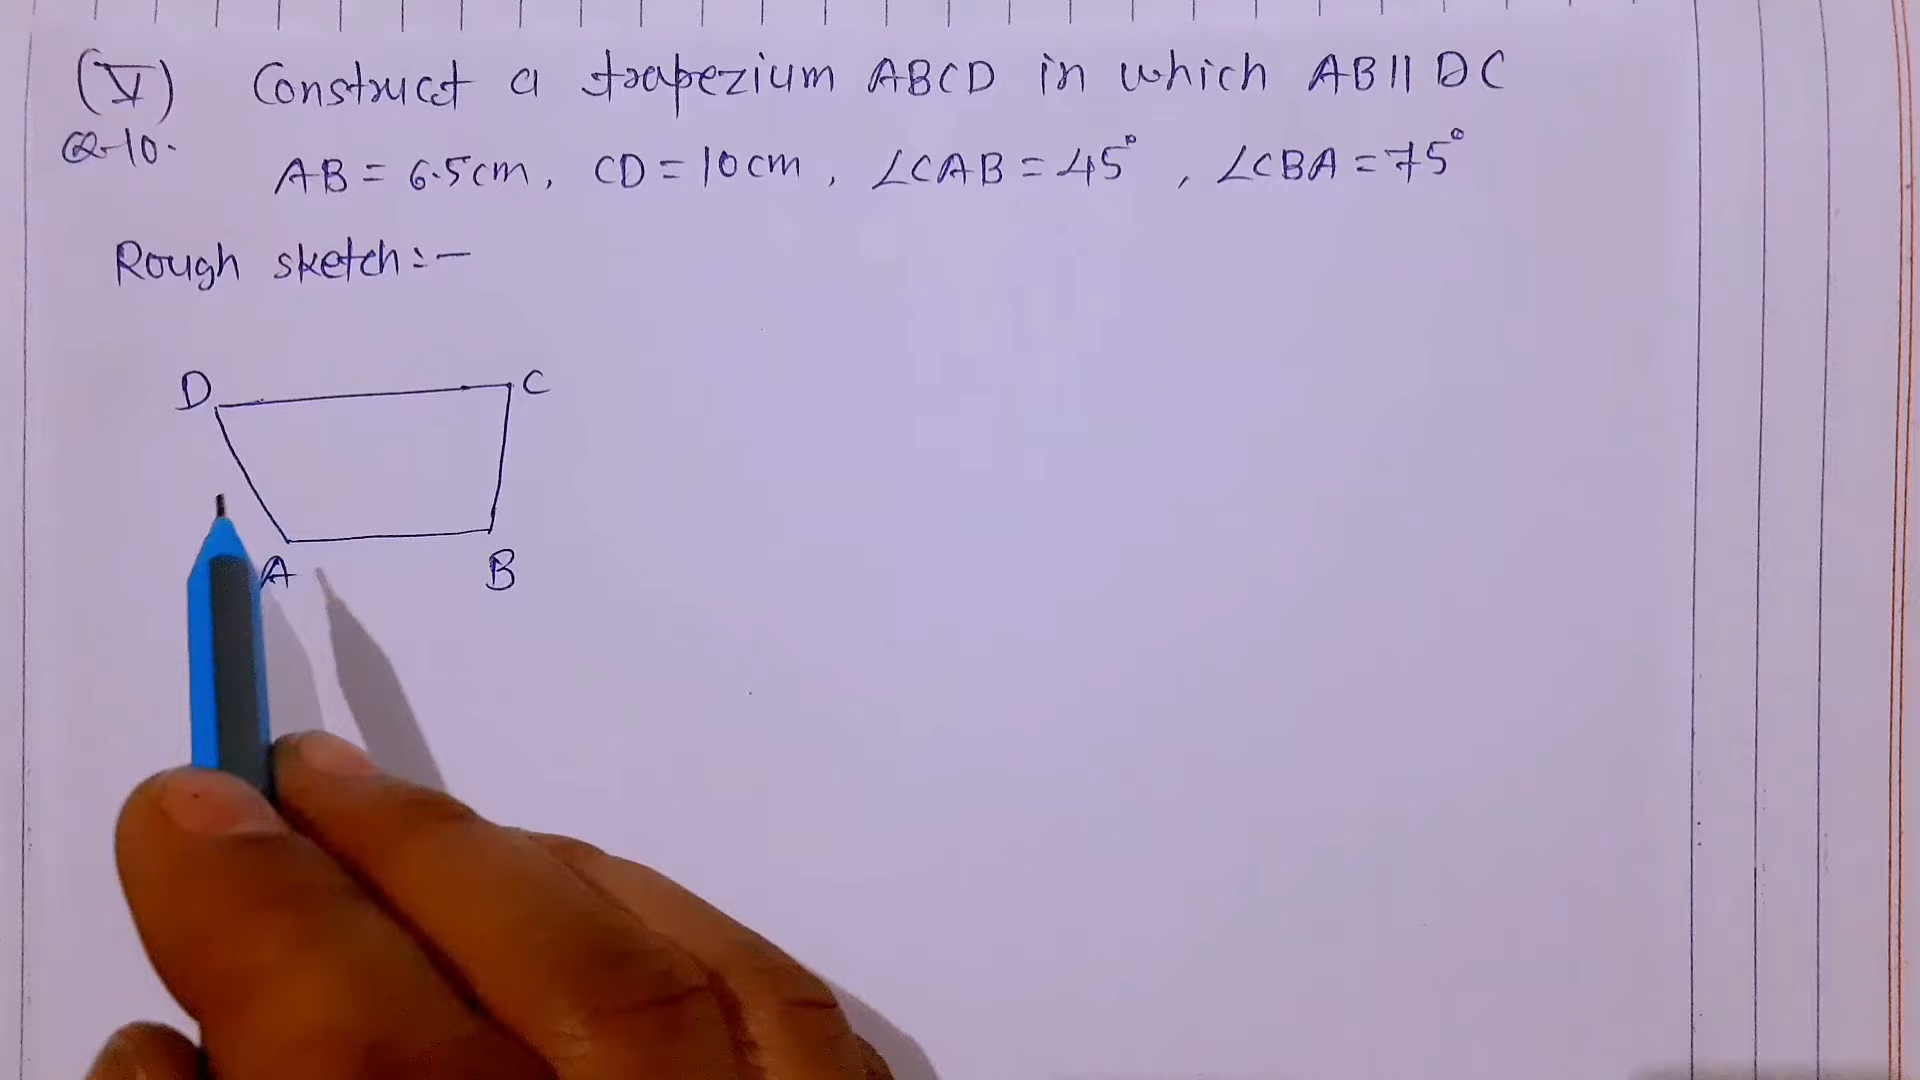 (V) Construct a trapezium ABCD in which AB || DC
Q-10.
AB = 6.5cm, CD = 10cm, ∠CAB = 45°, ∠CBA = 75°
Rough sketch:-
D C
A B